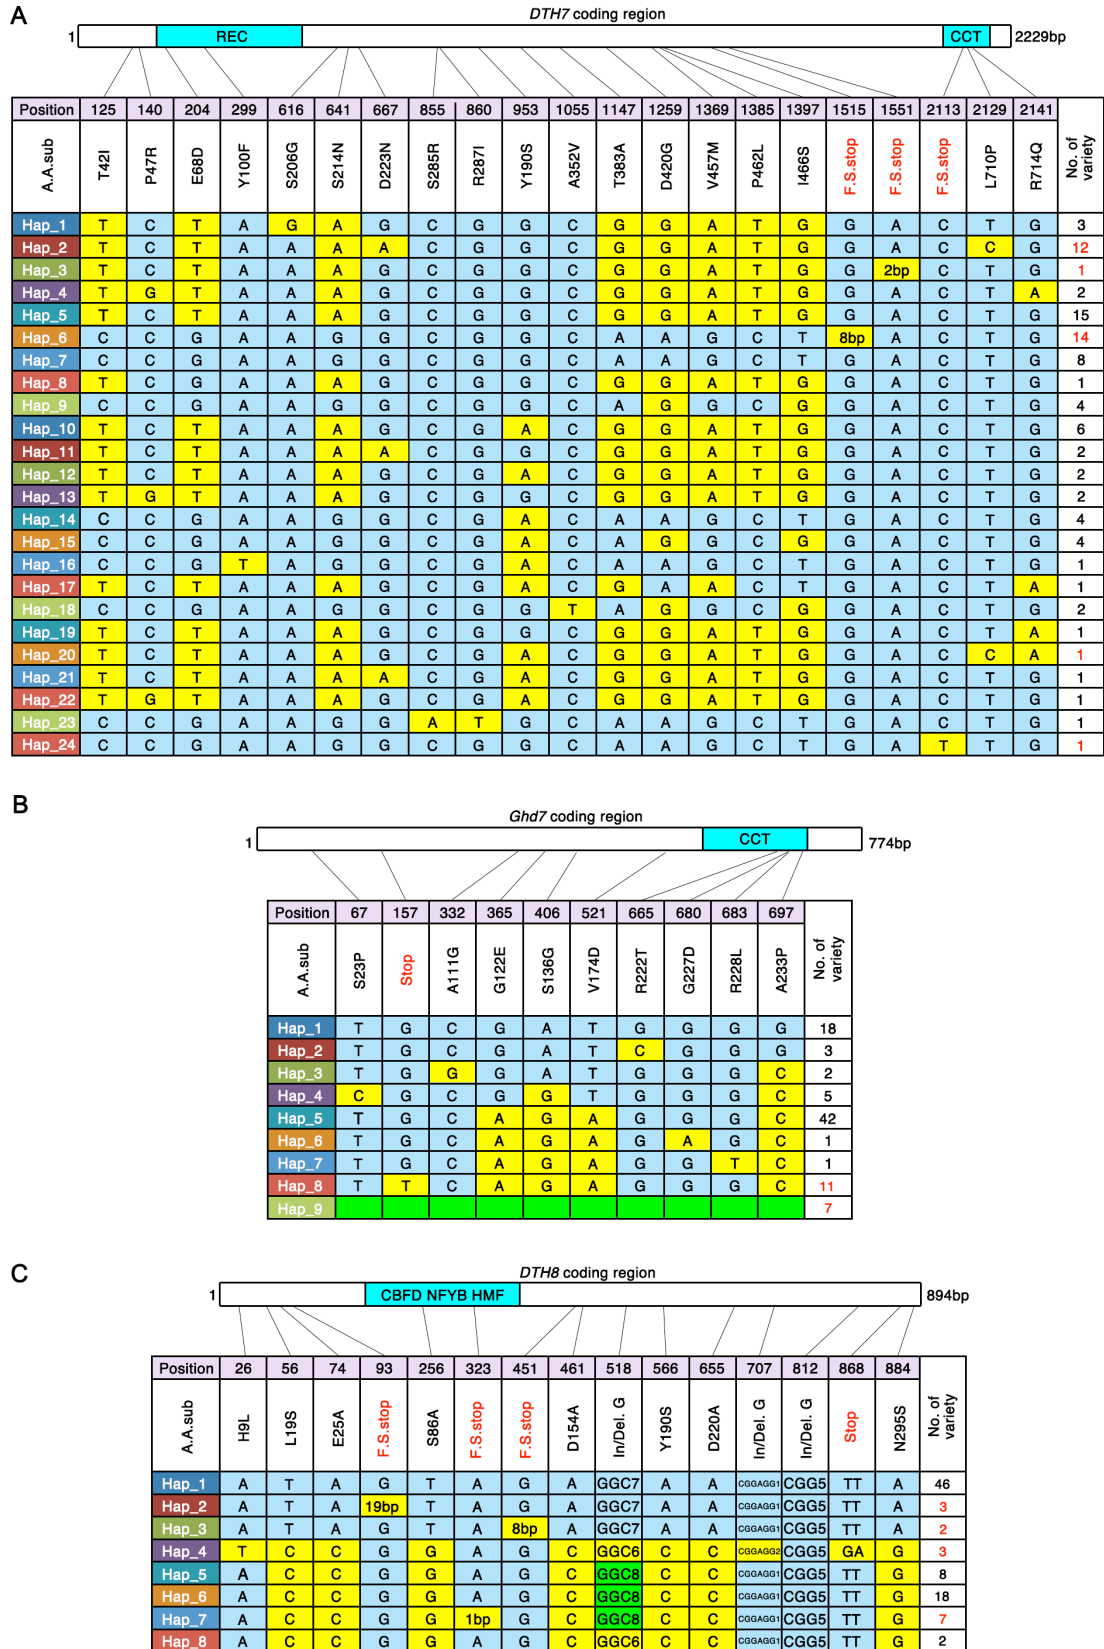 A
DTH7 coding region
1 REC CCT 2229bp
Position 125 140 204 299 616 641 667 855 860 953 1055 1147 1259 1369 1385 1397 1515 1551 2113 2129 2141 No. of variety
A.A.sub T42I P47R E68D Y100F S206G S214N D223N S285R R287I Y190S A352V T383A D420G V457M P462L I466S F.S.stop F.S.stop F.S.stop L710P R714Q
Hap_1 T C T A G A G C G G C G G A T G G A C T G 3
Hap_2 T C T A A A A C G G C G G A T G G A C C G 12
Hap_3 T C T A A A G C G G C G G A T G G 2bp C T G 1
Hap_4 T G T A A A G C G G C G G A T G G A C T A 2
Hap_5 T C T A A A G C G G C G G A T G G A C T G 15
Hap_6 C C G A A G G C G G C A A G C T 8bp A C T G 14
Hap_7 C C G A A G G C G G C A A G C T G A C T G 8
Hap_8 T C G A A A G C G G C G G A T G G A C T G 1
Hap_9 C C G A A G G C G G C A G G C G G A C T G 4
Hap_10 T C T A A A G C G A C G G A T G G A C T G 6
Hap_11 T C T A A A A C G G C G G A T G G A C T G 2
Hap_12 T C T A A A G C G A C G G A T G G A C T G 2
Hap_13 T G T A A A G C G G C G G A T G G A C T G 2
Hap_14 C C G A A G G C G A C A A G C T G A C T G 4
Hap_15 C C G A A G G C G A C A G G C G G A C T G 4
Hap_16 C C G T A G G C G A C A A G C T G A C T G 1
Hap_17 T C T A A A G C G A C G A A C T G A C T A 1
Hap_18 C C G A A G G C G G T A G G C G G A C T G 2
Hap_19 T C T A A A G C G G C G G A T G G A C T A 1
Hap_20 T C T A A A G C G A C G G A T G G A C C A 1
Hap_21 T C T A A A A C G A C G G A T G G A C T G 1
Hap_22 T G T A A A G C G A C G G A T G G A C T G 1
Hap_23 C C G A A G G A T G C A A G C T G A C T G 1
Hap_24 C C G A A G G C G G C A A G C T G A T T G 1
B
Ghd7 coding region
1 CCT 774bp
Position 67 157 332 365 406 521 665 680 683 697 No. of variety
A.A.sub S23P Stop A111G G122E S136G V174D R222T G227D R228L A233P
Hap_1 T G C G A T G G G G 18
Hap_2 T G C G A T C G G G 3
Hap_3 T G G G A T G G G C 2
Hap_4 C G C G G T G G G C 5
Hap_5 T G C A G A G G G C 42
Hap_6 T G C A G A G A G C 1
Hap_7 T G C A G A G G T C 1
Hap_8 T T C A G A G G G C 11
Hap_9 7
C
DTH8 coding region
1 CBFD NFYB HMF 894bp
Position 26 56 74 93 256 323 451 461 518 566 655 707 812 868 884 No. of variety
A.A.sub H9L L19S E25A F.S.stop S86A F.S.stop F.S.stop D154A In/Del. G Y190S D220A In/Del. G In/Del. G Stop N295S
Hap_1 A T A G T A G A GGC7 A A CGGAGG1 CGG5 TT A 46
Hap_2 A T A 19bp T A G A GGC7 A A CGGAGG1 CGG5 TT A 3
Hap_3 A T A G T A 8bp A GGC7 A A CGGAGG1 CGG5 TT A 2
Hap_4 T C C G G A G C GGC6 C C CGGAGG2 CGG5 GA G 3
Hap_5 A C C G G A G C GGC8 C C CGGAGG1 CGG5 TT G 8
Hap_6 A C C G G A G C GGC8 C C CGGAGG1 CGG5 TT G 18
Hap_7 A C C G G 1bp G C GGC8 C C CGGAGG1 CGG5 TT G 7
Hap_8 A C C G G A G C GGC6 C C CGGAGG1 CGG5 TT G 2